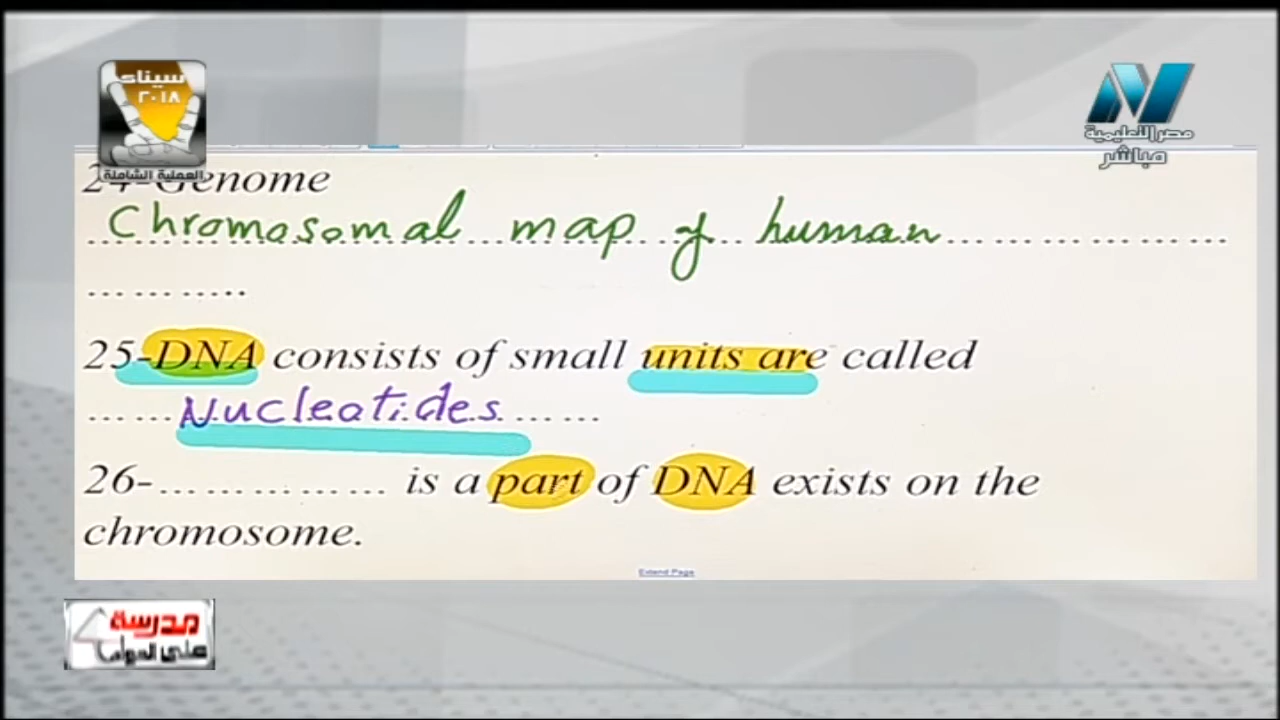 سيناء
٢٠١٨
العملية الشاملة
مصر التعليمية
مباشر
24-Genome
Chromosomal map of human
25-DNA consists of small units are called
Nucleotides
26-……………… is a part of DNA exists on the
chromosome.
Extend Page
مدرسة
على الهواء